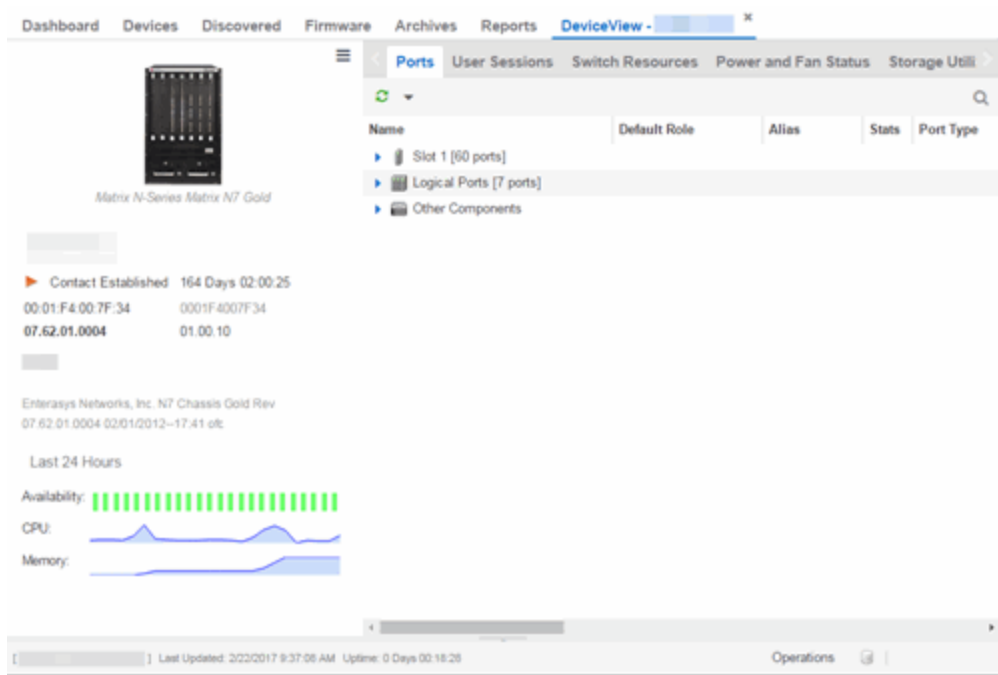 Dashboard Devices Discovered Firmware Archives Reports DeviceView - ×
Ports User Sessions Switch Resources Power and Fan Status Storage Utili
Name Default Role Alias Stats Port Type
Slot 1 [60 ports]
Logical Ports [7 ports]
Other Components
Matrix N-Series Matrix N7 Gold
Contact Established 164 Days 02:00:25
00:01:F4:00:7F:34 0001F4007F34
07.62.01.0004 01.00.10
Enterasys Networks, Inc. N7 Chassis Gold Rev
07.62.01.0004 02/01/2012--17:41 ofc
Last 24 Hours
Availability:
CPU:
Memory:
[ ] Last Updated: 2/22/2017 9:37:08 AM Uptime: 0 Days 00:18:28 Operations